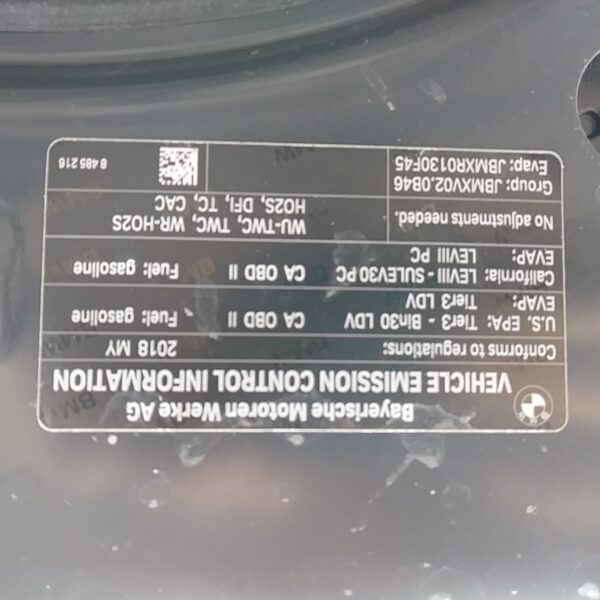 Bayerische Motoren Werke AG
VEHICLE EMISSION CONTROL INFORMATION
Conforms to regulations: 2018 MY
U.S. EPA: Tier3 - Bin30 LDV CA OBD II Fuel: gasoline
EVAP: Tier3 LDV
California: LEVIII - SULEV30 PC CA OBD II Fuel: gasoline
EVAP: LEVIII PC
No adjustments needed. WU-TWC, TWC, WR-HO2S
HO2S, DFI, TC, CAC
Group: JBMXV02.0B46
Evap: JBMXR0130F45
8 485 216